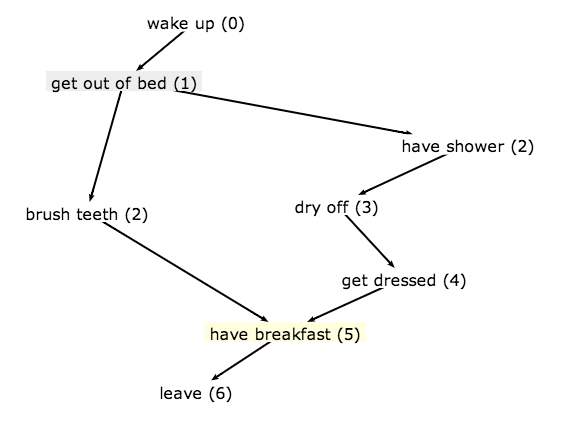 wake up (0)
get out of bed (1)
have shower (2)
brush teeth (2)
dry off (3)
get dressed (4)
have breakfast (5)
leave (6)